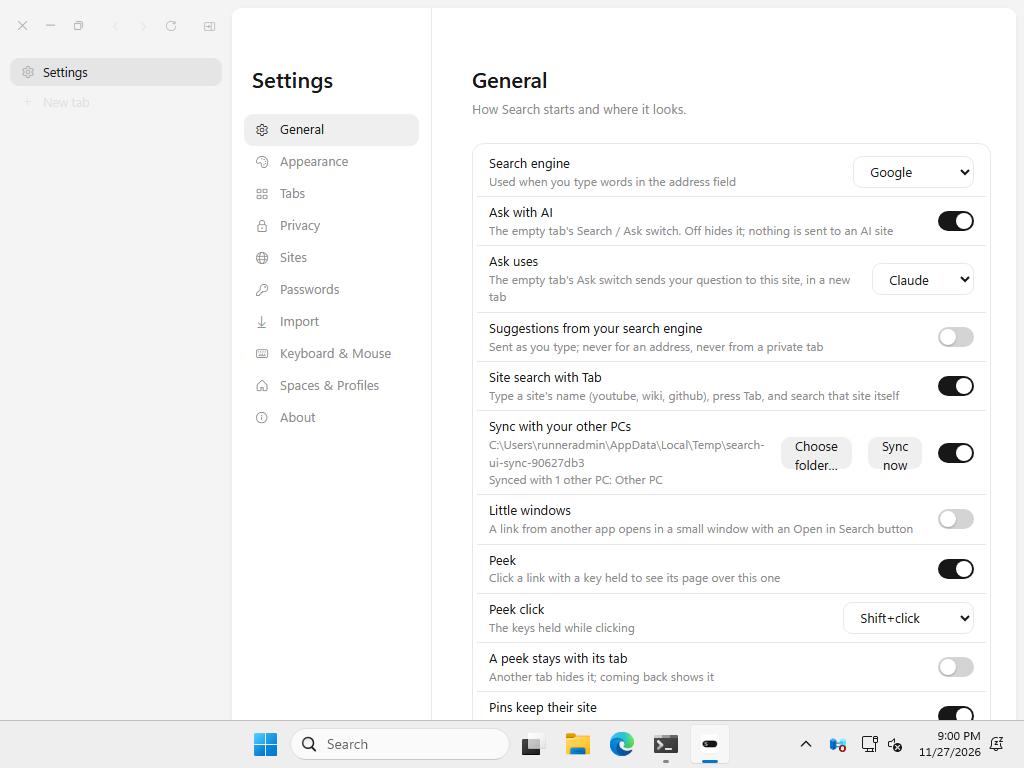 Settings
New tab
Settings
General
Appearance
Tabs
Privacy
Sites
Passwords
Import
Keyboard & Mouse
Spaces & Profiles
About
General
How Search starts and where it looks.
Search engine
Used when you type words in the address field
Google
Ask with AI
The empty tab's Search / Ask switch. Off hides it; nothing is sent to an AI site
Ask uses
The empty tab's Ask switch sends your question to this site, in a new
tab
Claude
Suggestions from your search engine
Sent as you type; never for an address, never from a private tab
Site search with Tab
Type a site's name (youtube, wiki, github), press Tab, and search that site itself
Sync with your other PCs
C:\Users\runneradmin\AppData\Local\Temp\search-
ui-sync-90627db3
Synced with 1 other PC: Other PC
Choose
folder...
Sync
now
Little windows
A link from another app opens in a small window with an Open in Search button
Peek
Click a link with a key held to see its page over this one
Peek click
The keys held while clicking
Shift+click
A peek stays with its tab
Another tab hides it; coming back shows it
Pins keep their site
Search
9:00 PM
11/27/2026